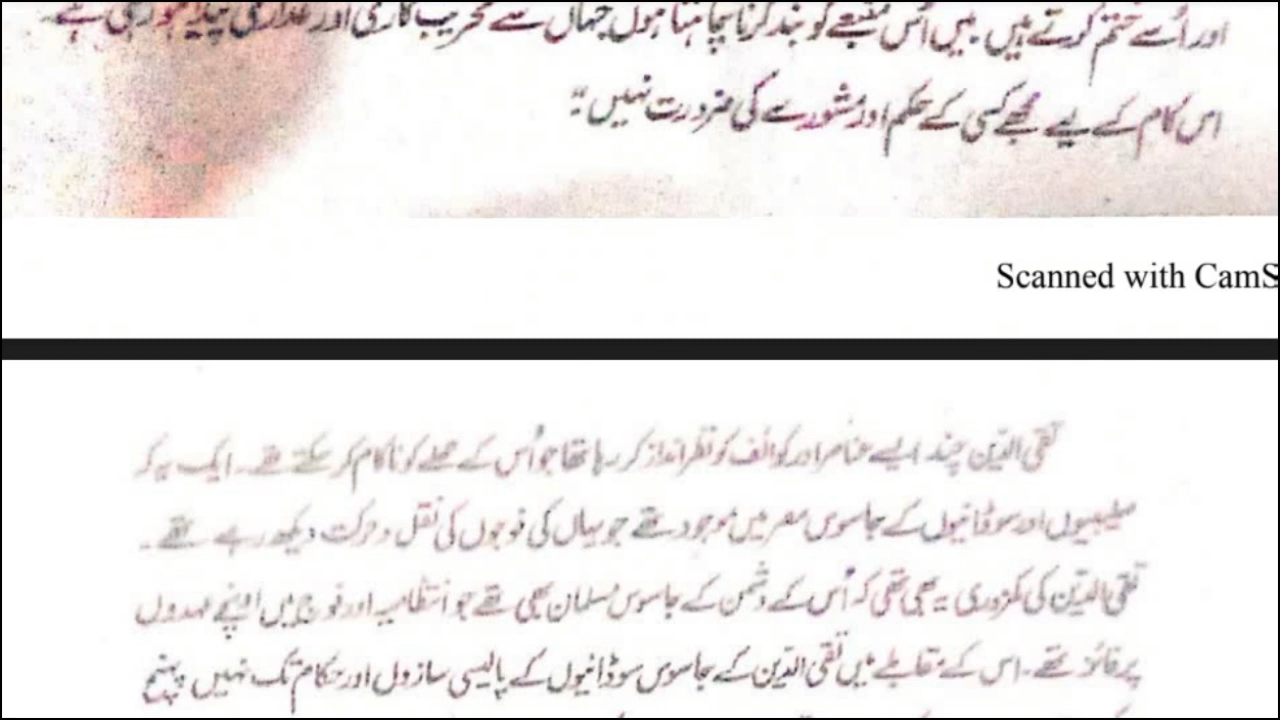 اور اُسے ختم کرتے ہیں۔ میں اُس منبعے کو بند کرنا چاہتا ہوں جہاں سے تخریب کاری اور غداری پیدا ہو رہی ہے۔
اس کام کے لیے مجھے کسی کے حکم اور مشورے کی ضرورت نہیں"
Scanned with CamS
تقی الدین چند ایسے عناصر اور کوائف کو نظر انداز کر رہا تھا جو اُس کے حملے کو ناکام کر سکتے تھے۔ ایک یہ کہ
صلیبیوں اور سوڈانیوں کے جاسوس مصر میں موجود تھے جو یہاں کی فوجوں کی نقل و حرکت دیکھ رہے تھے۔
تقی الدین کی کمزوری یہ بھی تھی کہ اُس کے دشمن کے جاسوس مسلمان بھی تھے جو انتظامیہ اور فوج میں اونچے عہدوں
پر فائز تھے۔ اس کے مقابلے میں تقی الدین کے جاسوس سوڈانیوں کے پالیسی سازوں اور حکام تک نہیں پہنچ